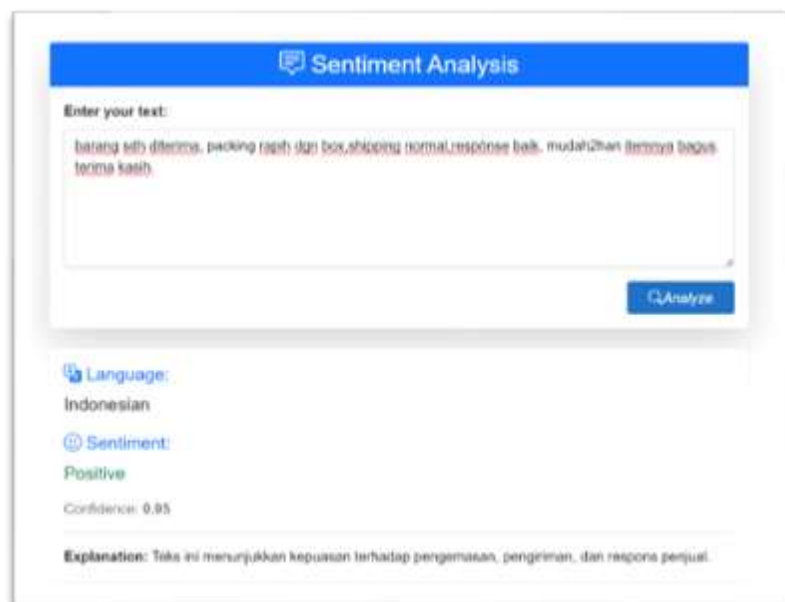 Sentiment Analysis
Enter your text:
barang sdh diterima, packing rapih dgn box,shipping normal,response baik, mudah2han itemnya bagus.
terima kasih.
Analyze
Language:
Indonesian
Sentiment:
Positive
Confidence: 0.95
Explanation: Teks ini menunjukkan kepuasan terhadap pengemasan, pengiriman, dan respons penjual.